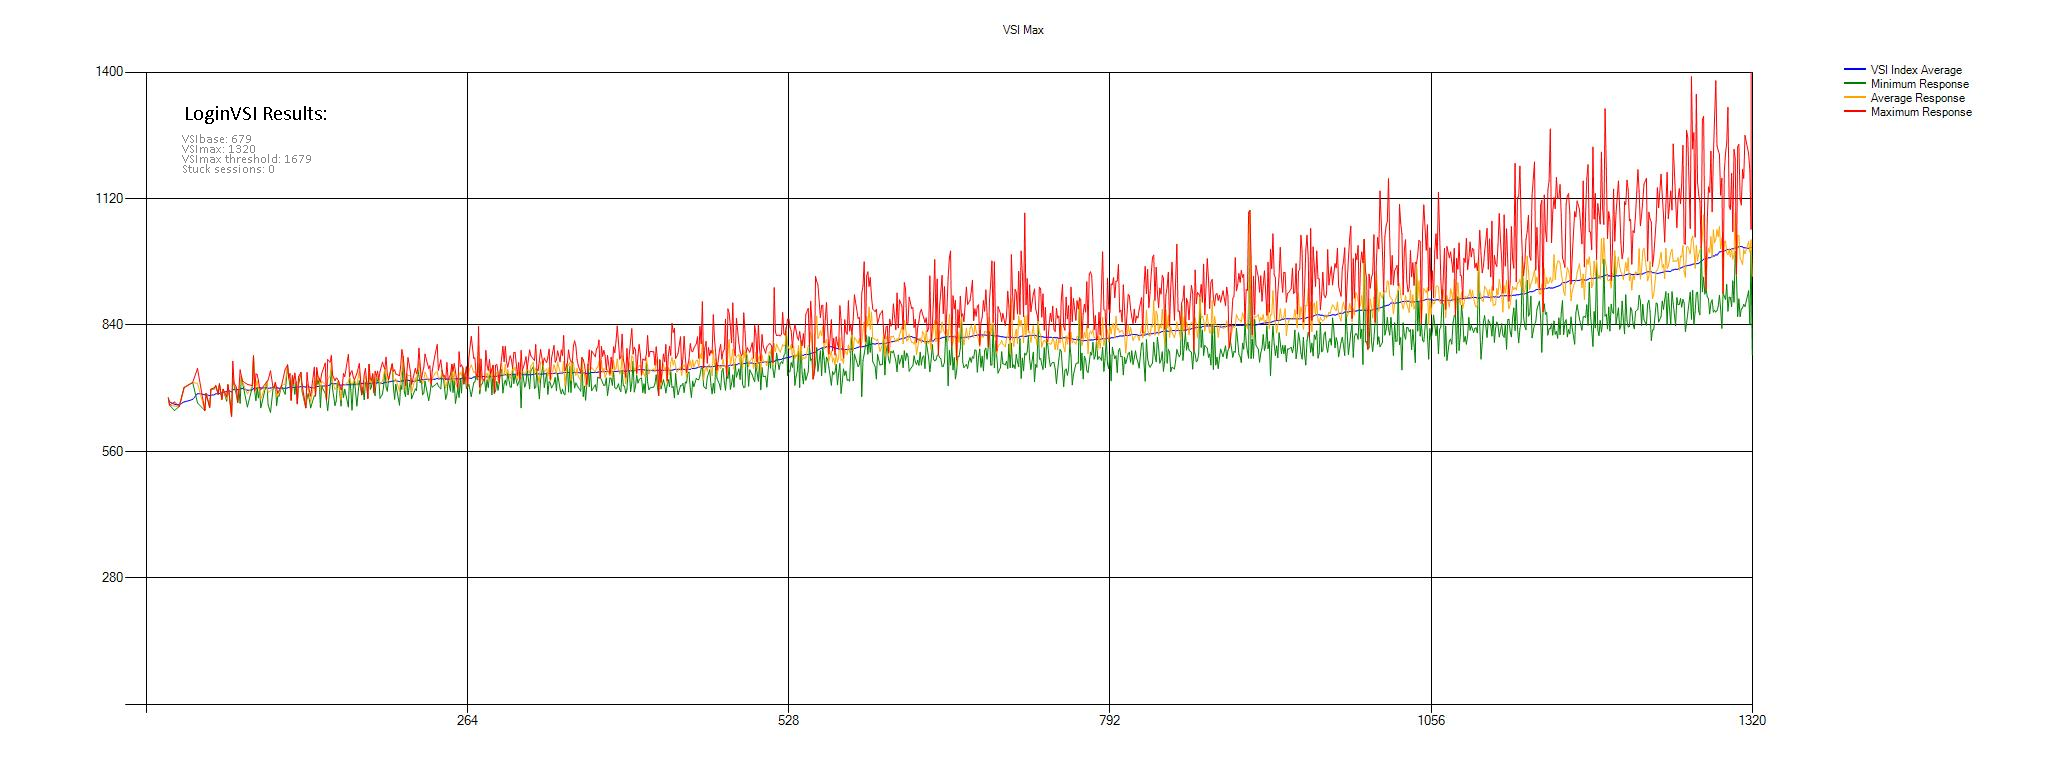 VSI Max
1400
1120
840
560
280
264
528
792
1056
1320
LoginVSI Results:
VSIbase: 679
VSImax: 1320
VSImax threshold: 1679
Stuck sessions: 0
VSI Index Average
Minimum Response
Average Response
Maximum Response